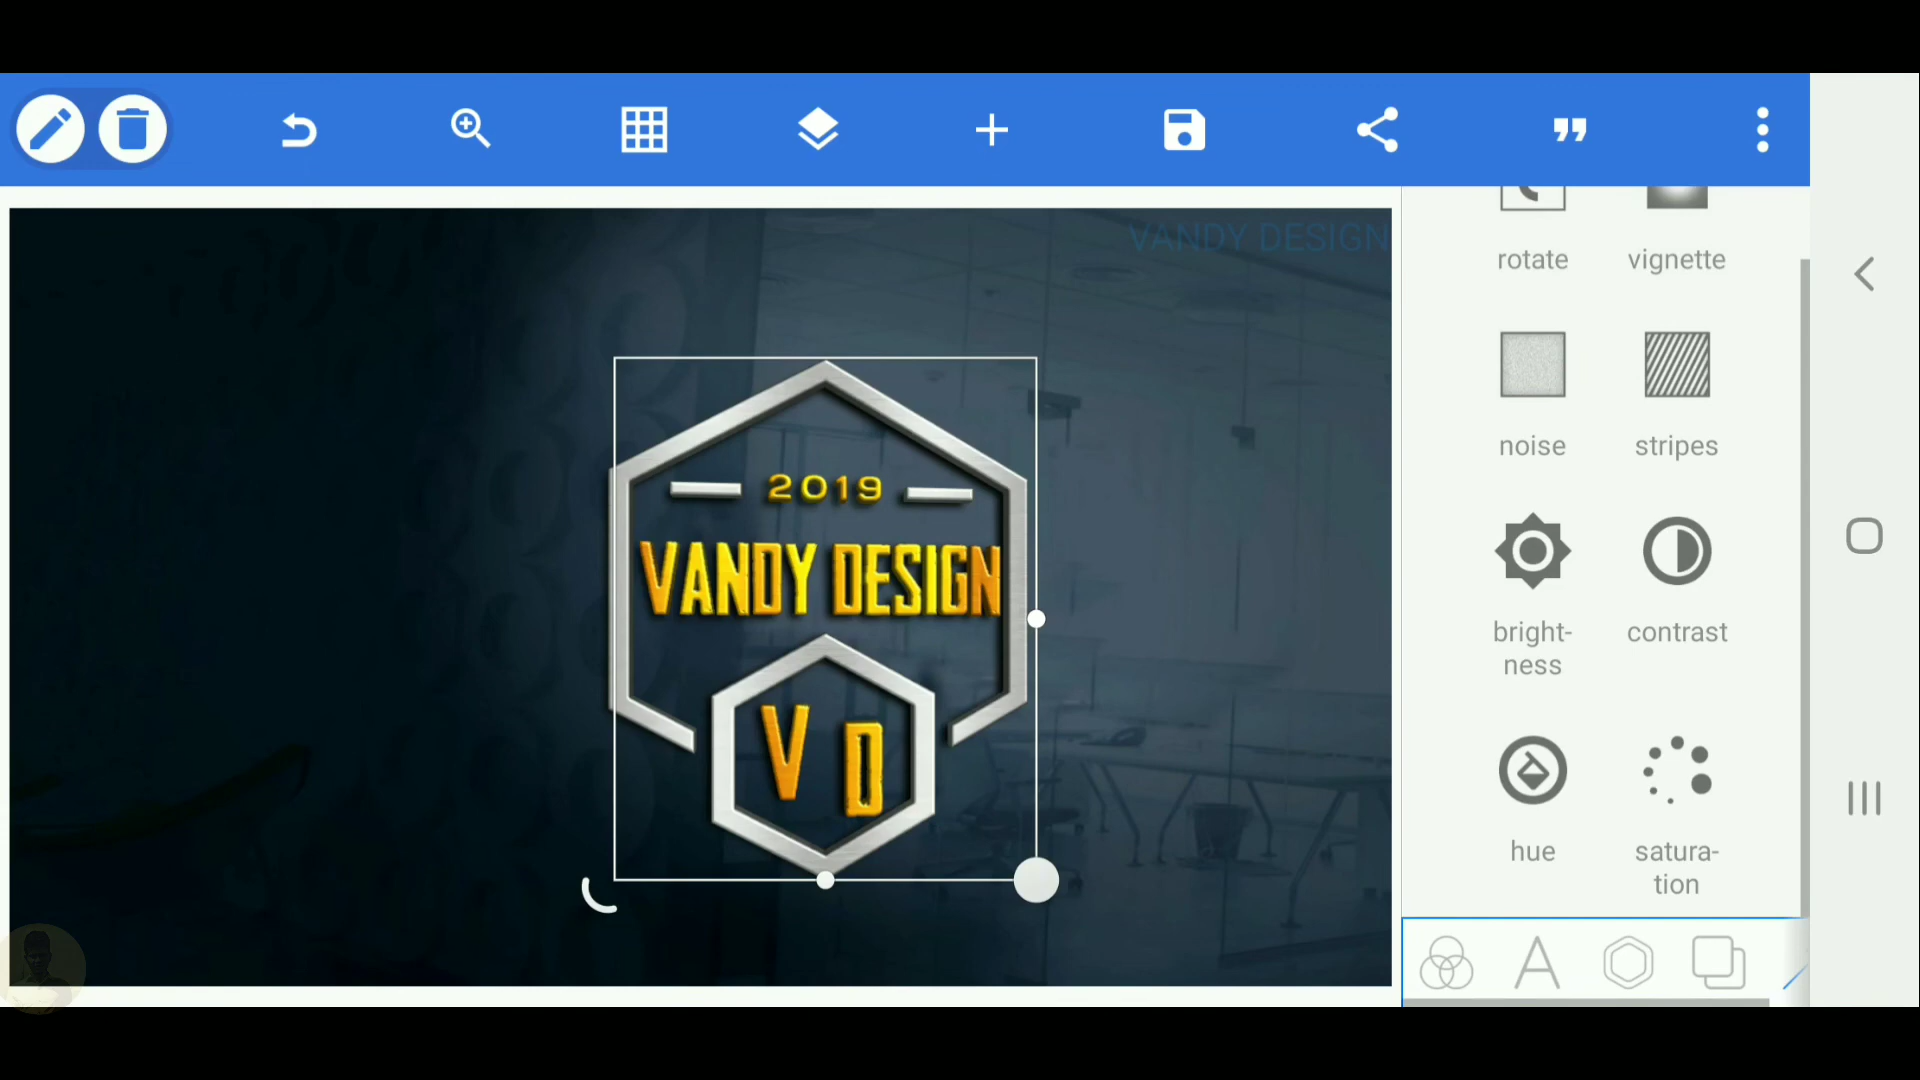 VANDY DESIGN
rotate vignette
2019
noise stripes
VANDY DESIGN
bright-
ness
contrast
V D
hue
satura-
tion